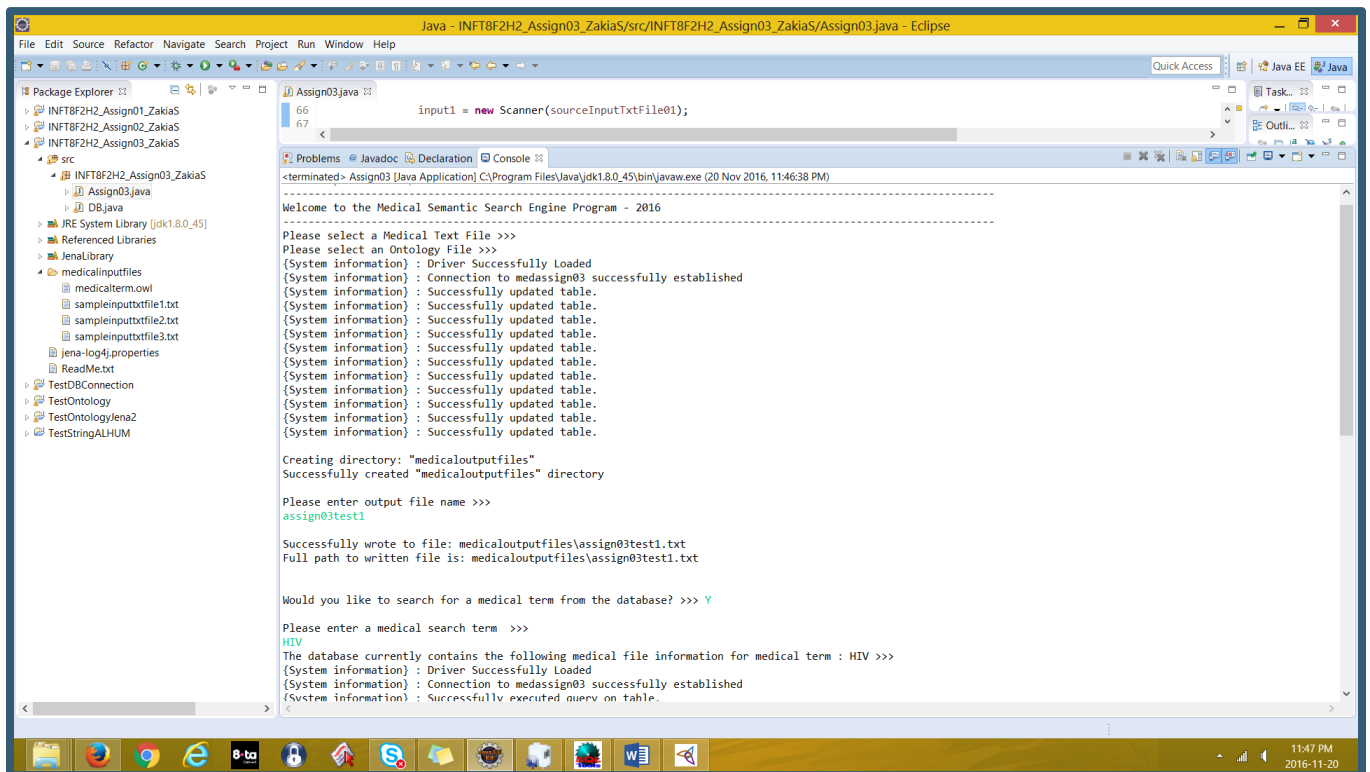 Java - INFT8F2H2_Assign03_ZakiaS/src/INFT8F2H2_Assign03_ZakiaS/Assign03.java - Eclipse
File Edit Source Refactor Navigate Search Project Run Window Help
Quick Access
Java EE
Java
Package Explorer
INFT8F2H2_Assign01_ZakiaS
INFT8F2H2_Assign02_ZakiaS
INFT8F2H2_Assign03_ZakiaS
src
INFT8F2H2_Assign03_ZakiaS
Assign03.java
DB.java
JRE System Library [jdk1.8.0_45]
Referenced Libraries
JenaLibrary
medicalinputfiles
medicalterm.owl
sampleinputtxtfile1.txt
sampleinputtxtfile2.txt
sampleinputtxtfile3.txt
jena-log4j.properties
ReadMe.txt
TestDBConnection
TestOntology
TestOntologyJena2
TestStringALHUM
Assign03.java
66 input1 = new Scanner(sourceInputTxtFile01);
67
Task...
Outli...
Problems Javadoc Declaration Console
<terminated> Assign03 [Java Application] C:\Program Files\Java\jdk1.8.0_45\bin\javaw.exe (20 Nov 2016, 11:46:38 PM)
Welcome to the Medical Semantic Search Engine Program - 2016
Please select a Medical Text File >>>
Please select an Ontology File >>>
{System information} : Driver Successfully Loaded
{System information} : Connection to medassign03 successfully established
{System information} : Successfully updated table.
{System information} : Successfully updated table.
{System information} : Successfully updated table.
{System information} : Successfully updated table.
{System information} : Successfully updated table.
{System information} : Successfully updated table.
{System information} : Successfully updated table.
{System information} : Successfully updated table.
{System information} : Successfully updated table.
{System information} : Successfully updated table.
{System information} : Successfully updated table.
Creating directory: "medicaloutputfiles"
Successfully created "medicaloutputfiles" directory
Please enter output file name >>>
assign03test1
Successfully wrote to file: medicaloutputfiles\assign03test1.txt
Full path to written file is: medicaloutputfiles\assign03test1.txt
Would you like to search for a medical term from the database? >>> Y
Please enter a medical search term >>>
HIV
The database currently contains the following medical file information for medical term : HIV >>>
{System information} : Driver Successfully Loaded
{System information} : Connection to medassign03 successfully established
{System information} : Successfully executed query on table.
8·ta
11:47 PM
2016-11-20